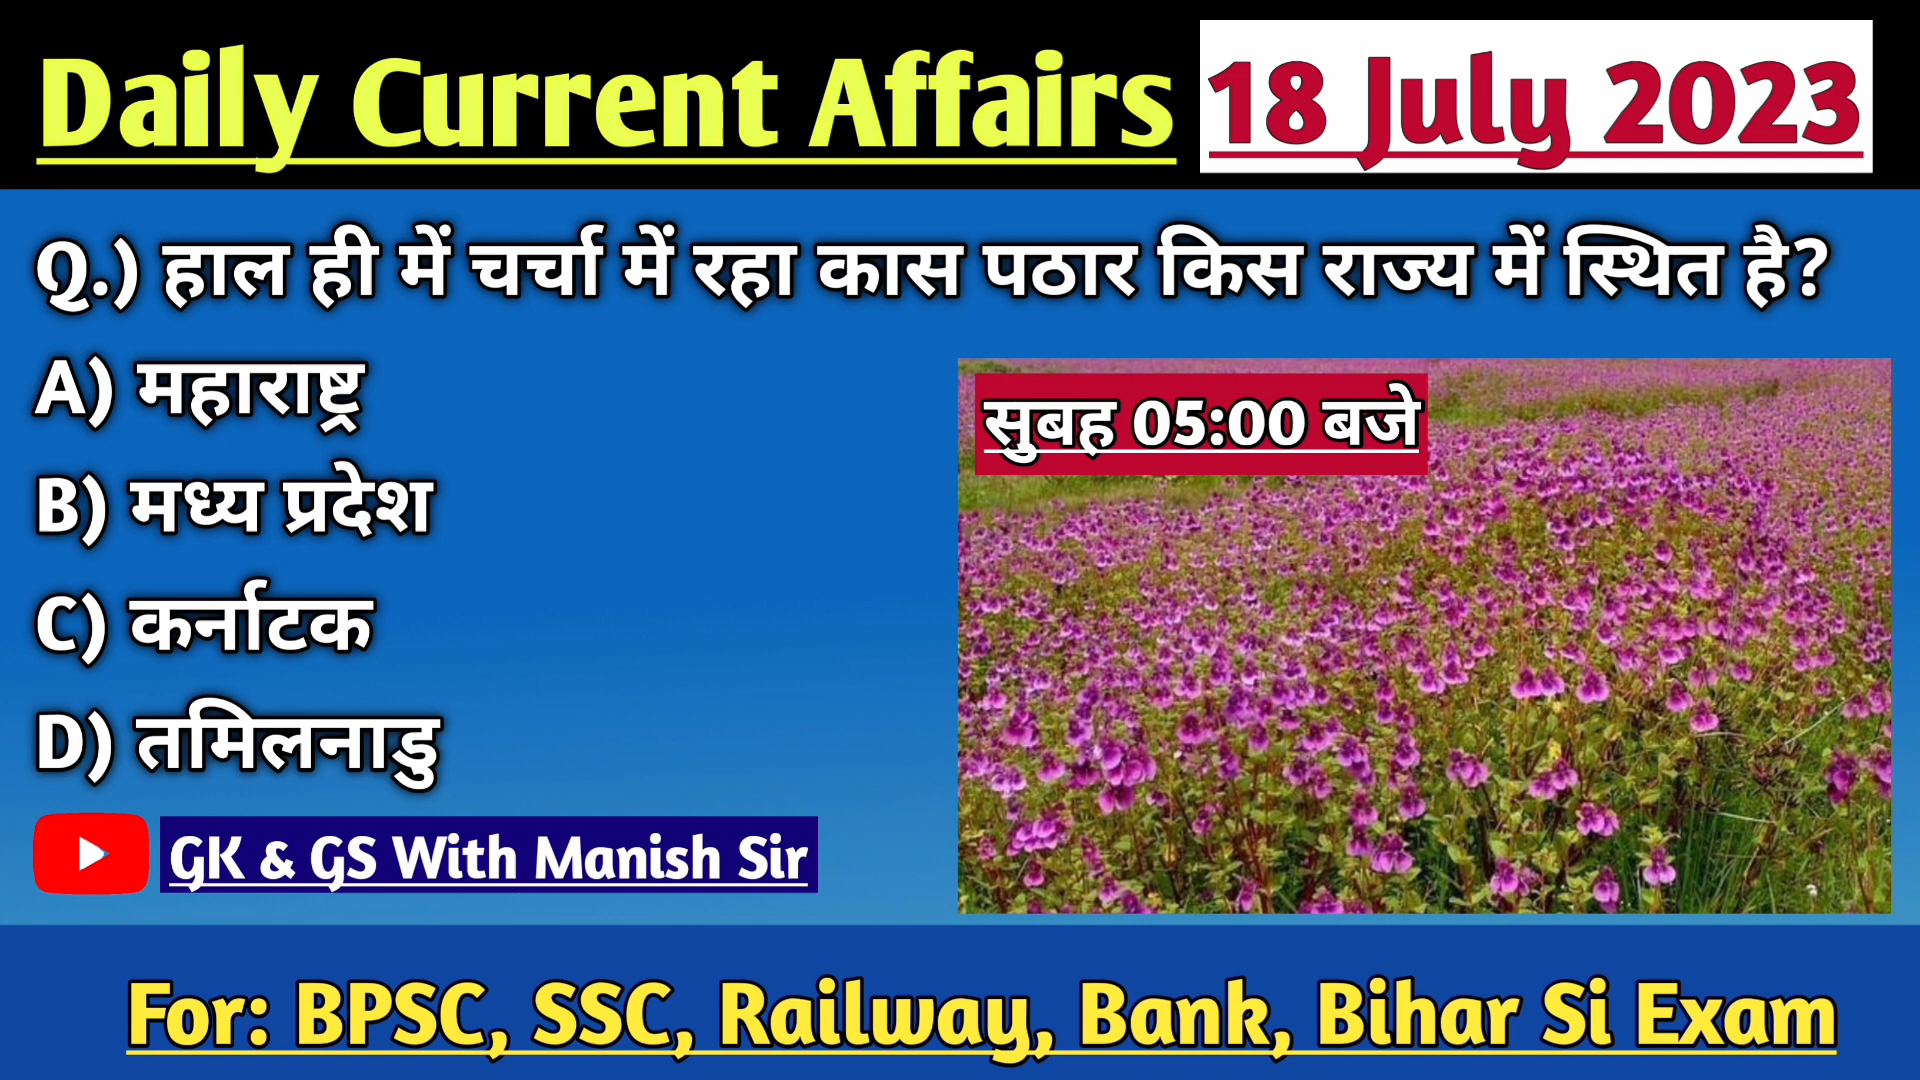 Daily Current Affairs 18 July 2023
Q.) हाल ही में चर्चा में रहा कास पठार किस राज्य में स्थित है?
A) महाराष्ट्र
सुबह 05:00 बजे
B) मध्य प्रदेश
C) कर्नाटक
D) तमिलनाडु
GK & GS With Manish Sir
For: BPSC, SSC, Railway, Bank, Bihar Si Exam